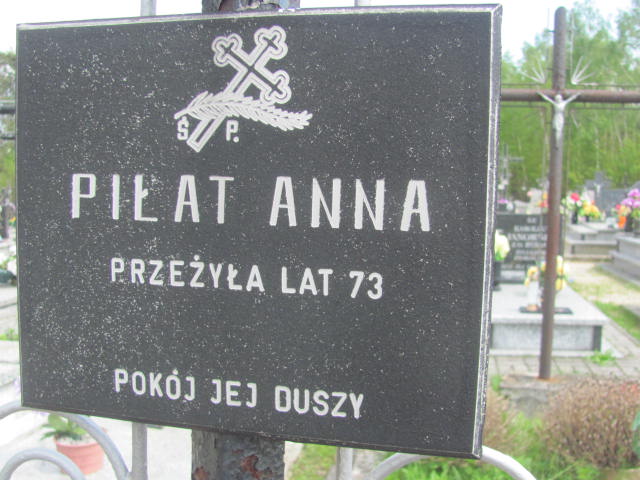 Ś P.
PIŁAT ANNA
PRZEŻYŁA LAT 73
POKÓJ JEJ DUSZY